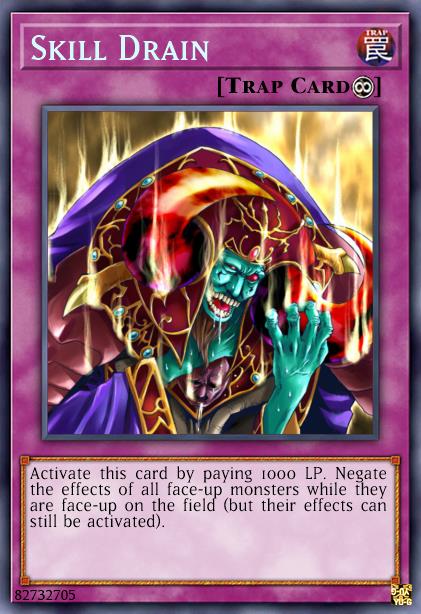 SKILL DRAIN
TRAP
罠
[TRAP CARD]
Activate this card by paying 1000 LP. Negate
the effects of all face-up monsters while they
are face-up on the field (but their effects can
still be activated).
82732705